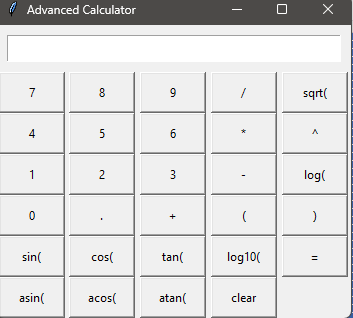 Advanced Calculator
7 8 9 / sqrt(
4 5 6 * ^
1 2 3 - log(
0 . + ( )
sin( cos( tan( log10( =
asin( acos( atan( clear